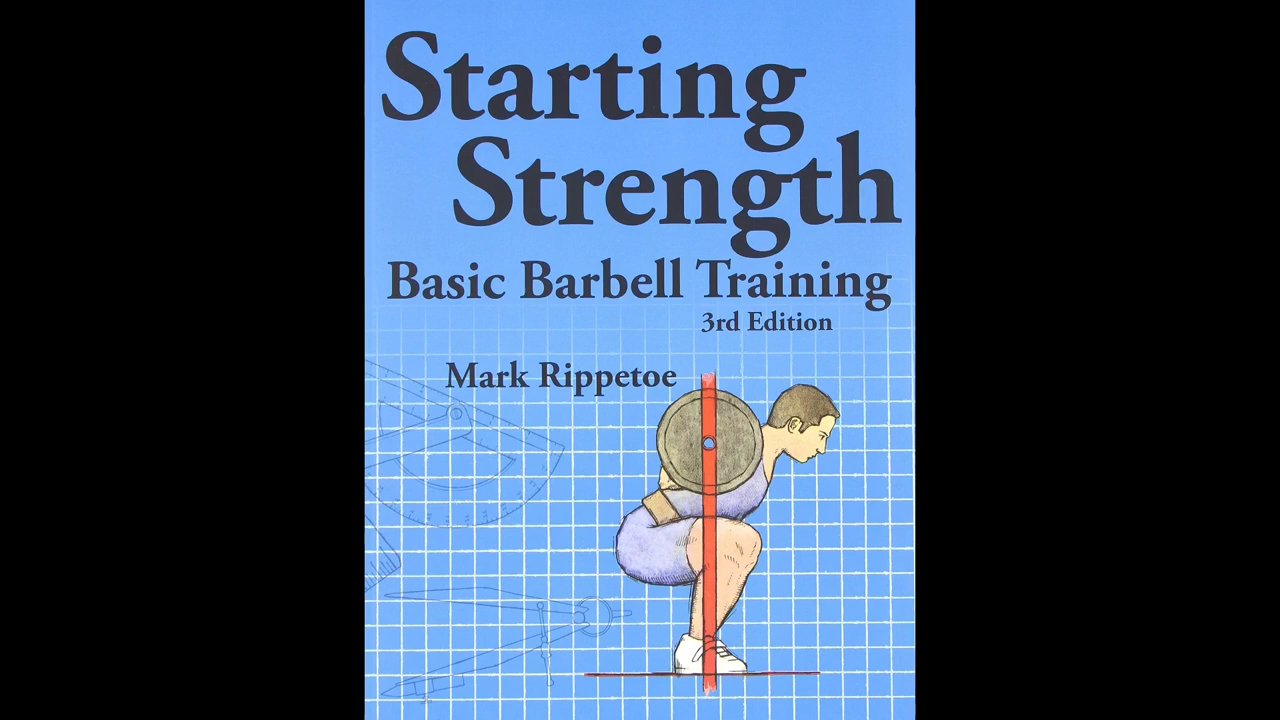 Starting
Strength
Basic Barbell Training
3rd Edition
Mark Rippetoe